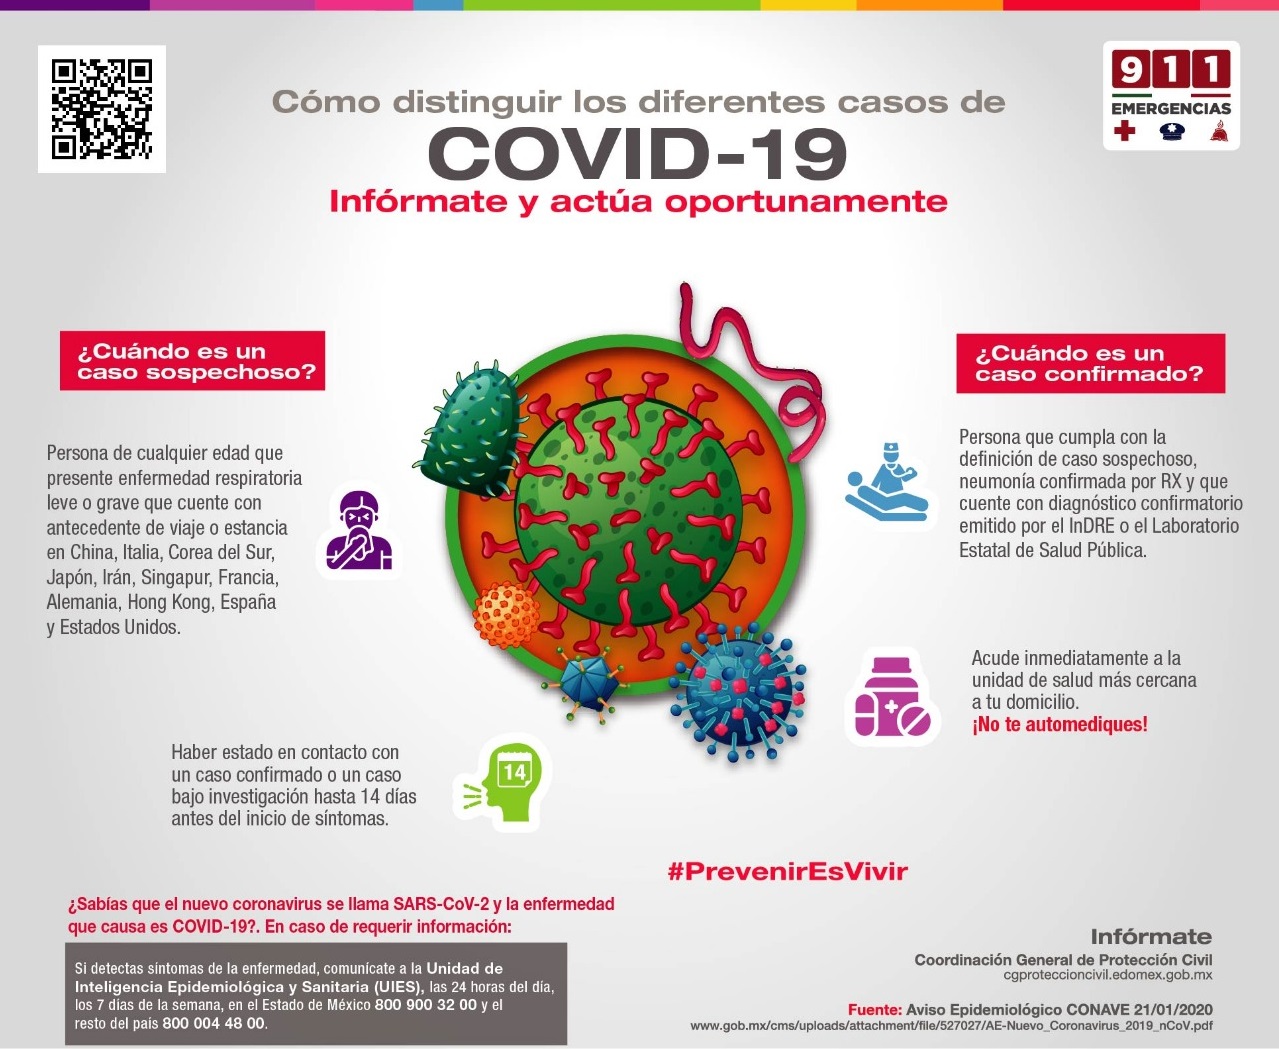 911
EMERGENCIAS
Cómo distinguir los diferentes casos de
COVID-19
Infórmate y actúa oportunamente
¿Cuándo es un
caso sospechoso?
Persona de cualquier edad que
presente enfermedad respiratoria
leve o grave que cuente con
antecedente de viaje o estancia
en China, Italia, Corea del Sur,
Japón, Irán, Singapur, Francia,
Alemania, Hong Kong, España
y Estados Unidos.
Haber estado en contacto con
un caso confirmado o un caso
bajo investigación hasta 14 días
antes del inicio de síntomas.
14
¿Cuándo es un
caso confirmado?
Persona que cumpla con la
definición de caso sospechoso,
neumonía confirmada por RX y que
cuente con diagnóstico confirmatorio
emitido por el InDRE o el Laboratorio
Estatal de Salud Pública.
Acude inmediatamente a la
unidad de salud más cercana
a tu domicilio.
¡No te automediques!
#PrevenirEsVivir
¿Sabías que el nuevo coronavirus se llama SARS-CoV-2 y la enfermedad
que causa es COVID-19?. En caso de requerir información:
Si detectas síntomas de la enfermedad, comunícate a la Unidad de
Inteligencia Epidemiológica y Sanitaria (UIES), las 24 horas del día,
los 7 días de la semana, en el Estado de México 800 900 32 00 y el
resto del país 800 004 48 00.
Infórmate
Coordinación General de Protección Civil
cgproteccioncivil.edomex.gob.mx
Fuente: Aviso Epidemiológico CONAVE 21/01/2020
www.gob.mx/cms/uploads/attachment/file/527027/AE-Nuevo_Coronavirus_2019_nCoV.pdf